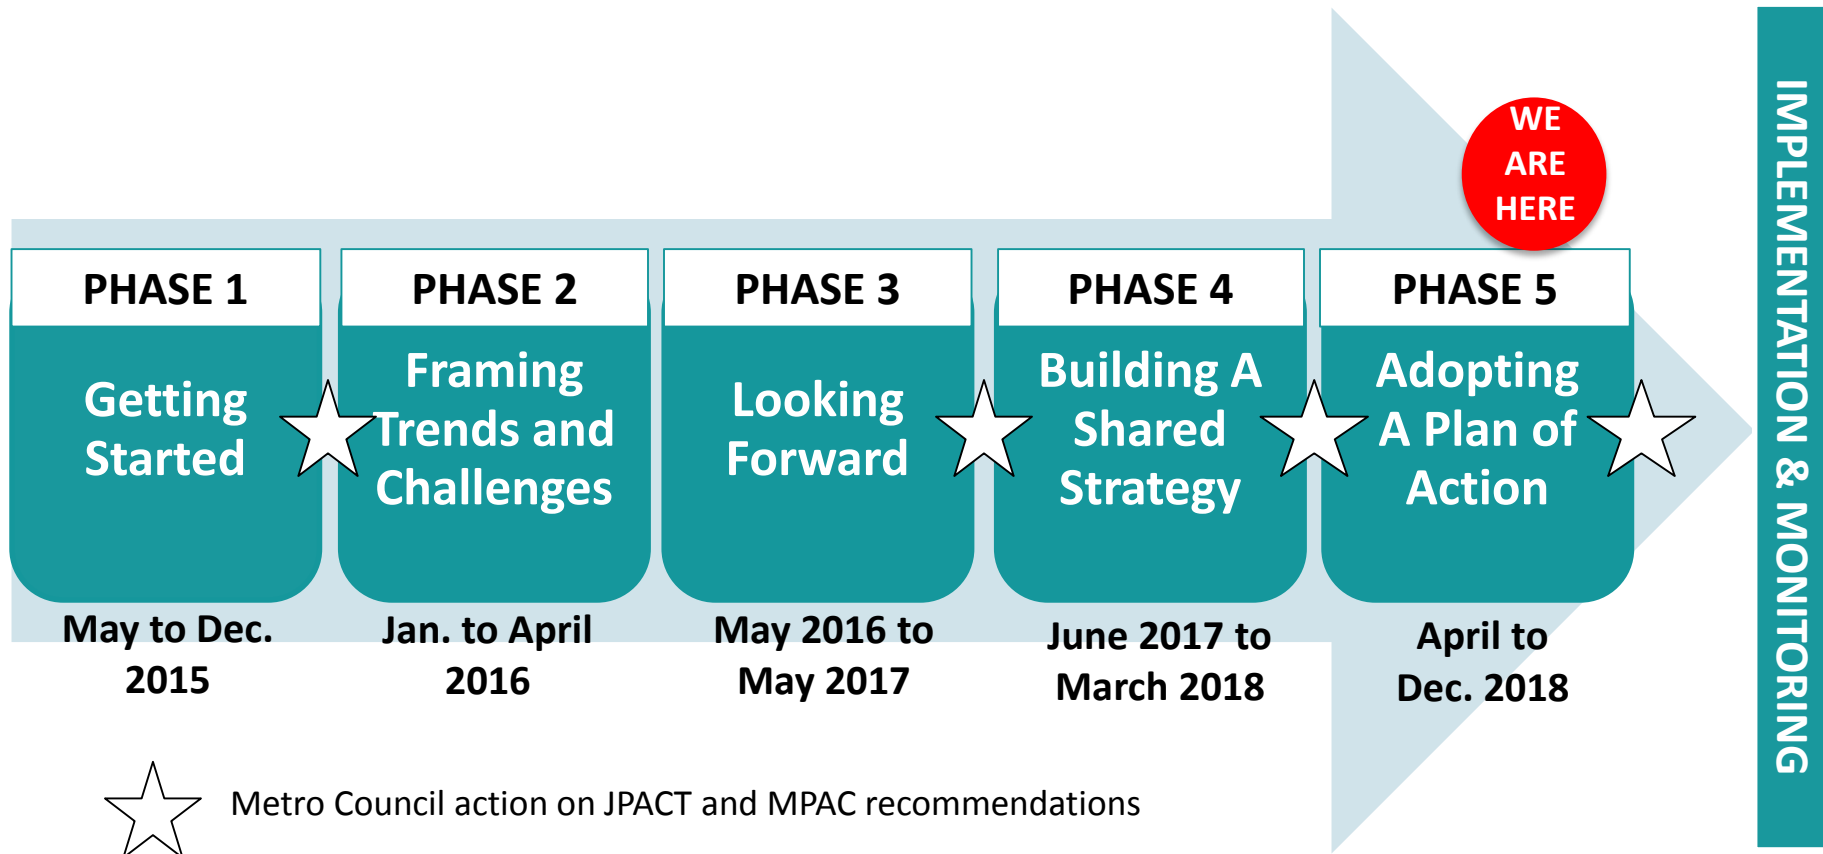 WE
ARE
HERE
PHASE 1
Getting
Started
May to Dec.
2015
PHASE 2
Framing
Trends and
Challenges
Jan. to April
2016
PHASE 3
Looking
Forward
May 2016 to
May 2017
PHASE 4
Building A
Shared
Strategy
June 2017 to
March 2018
PHASE 5
Adopting
A Plan of
Action
April to
Dec. 2018
IMPLEMENTATION & MONITORING
Metro Council action on JPACT and MPAC recommendations